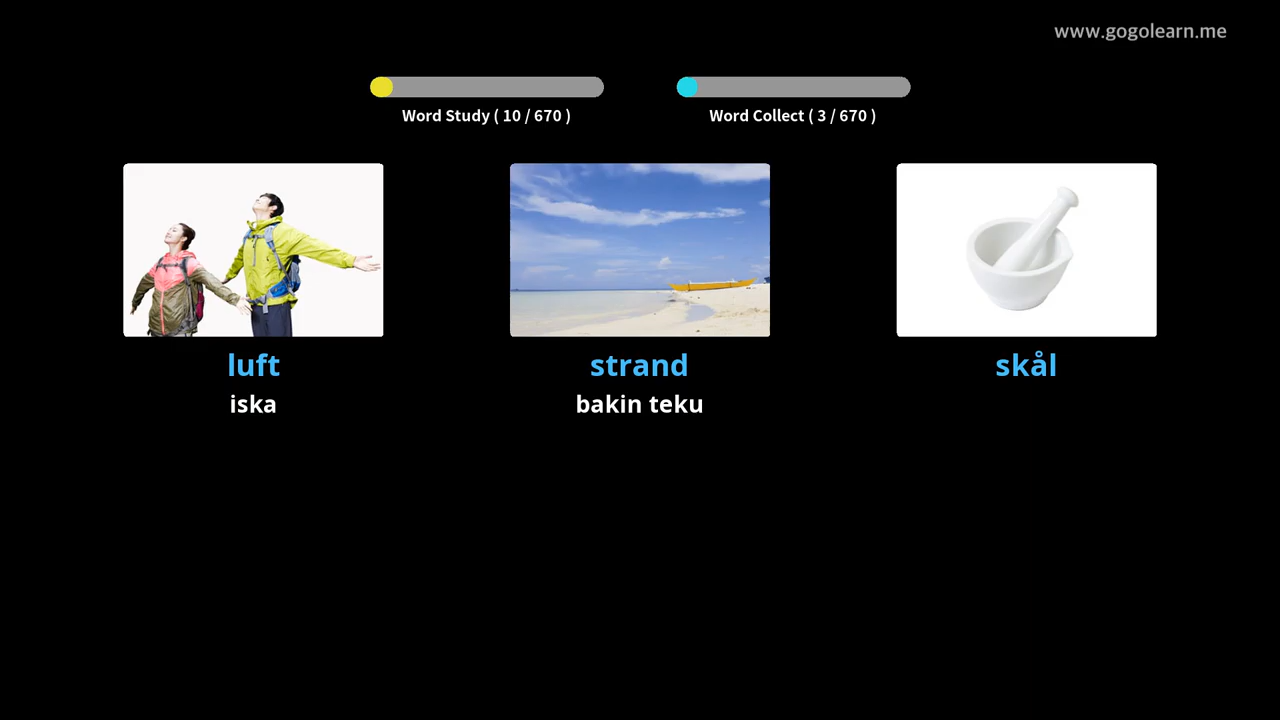 www.gogolearn.me
Word Study ( 10 / 670 )
Word Collect ( 3 / 670 )
luft
strand
skål
iska
bakin teku